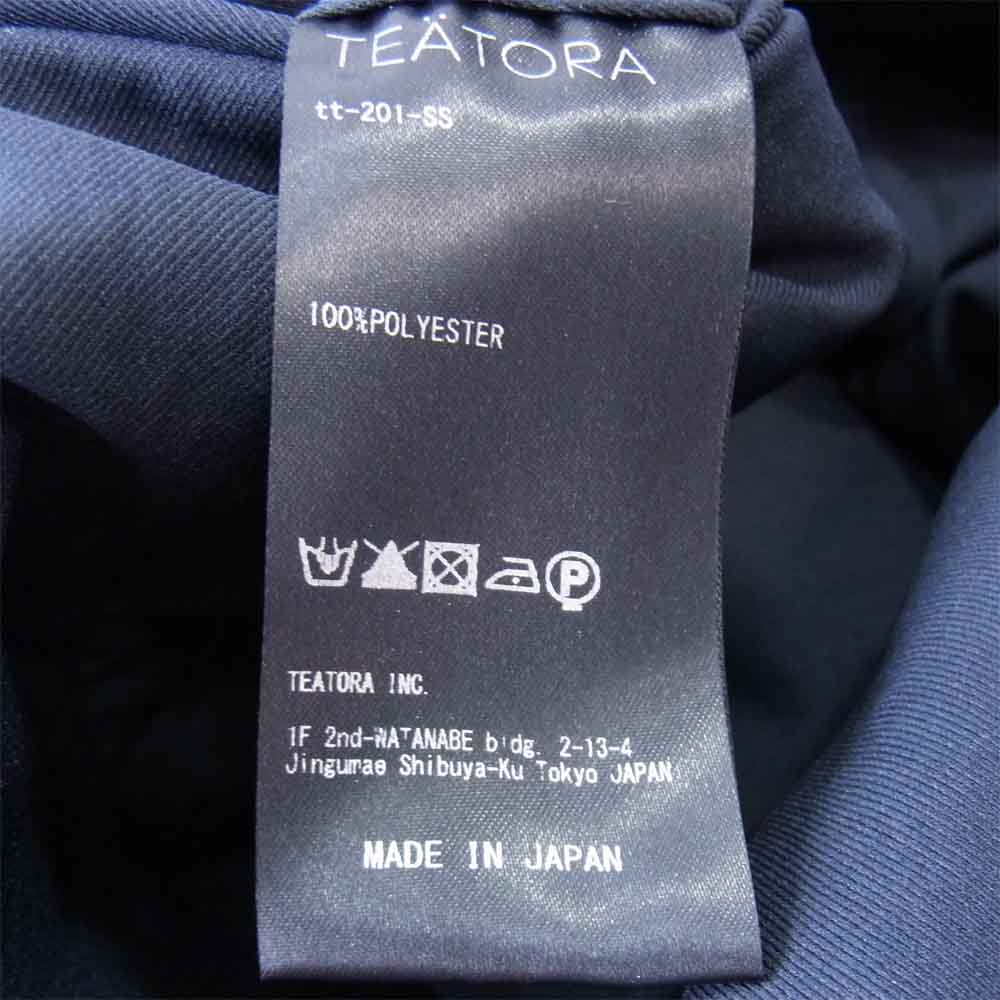 TEÄTORA
tt-201-SS
100%POLYESTER
P
TEATORA INC.
1F 2nd-WATANABE bldg. 2-13-4
Jingumae Shibuya-Ku Tokyo JAPAN
MADE IN JAPAN